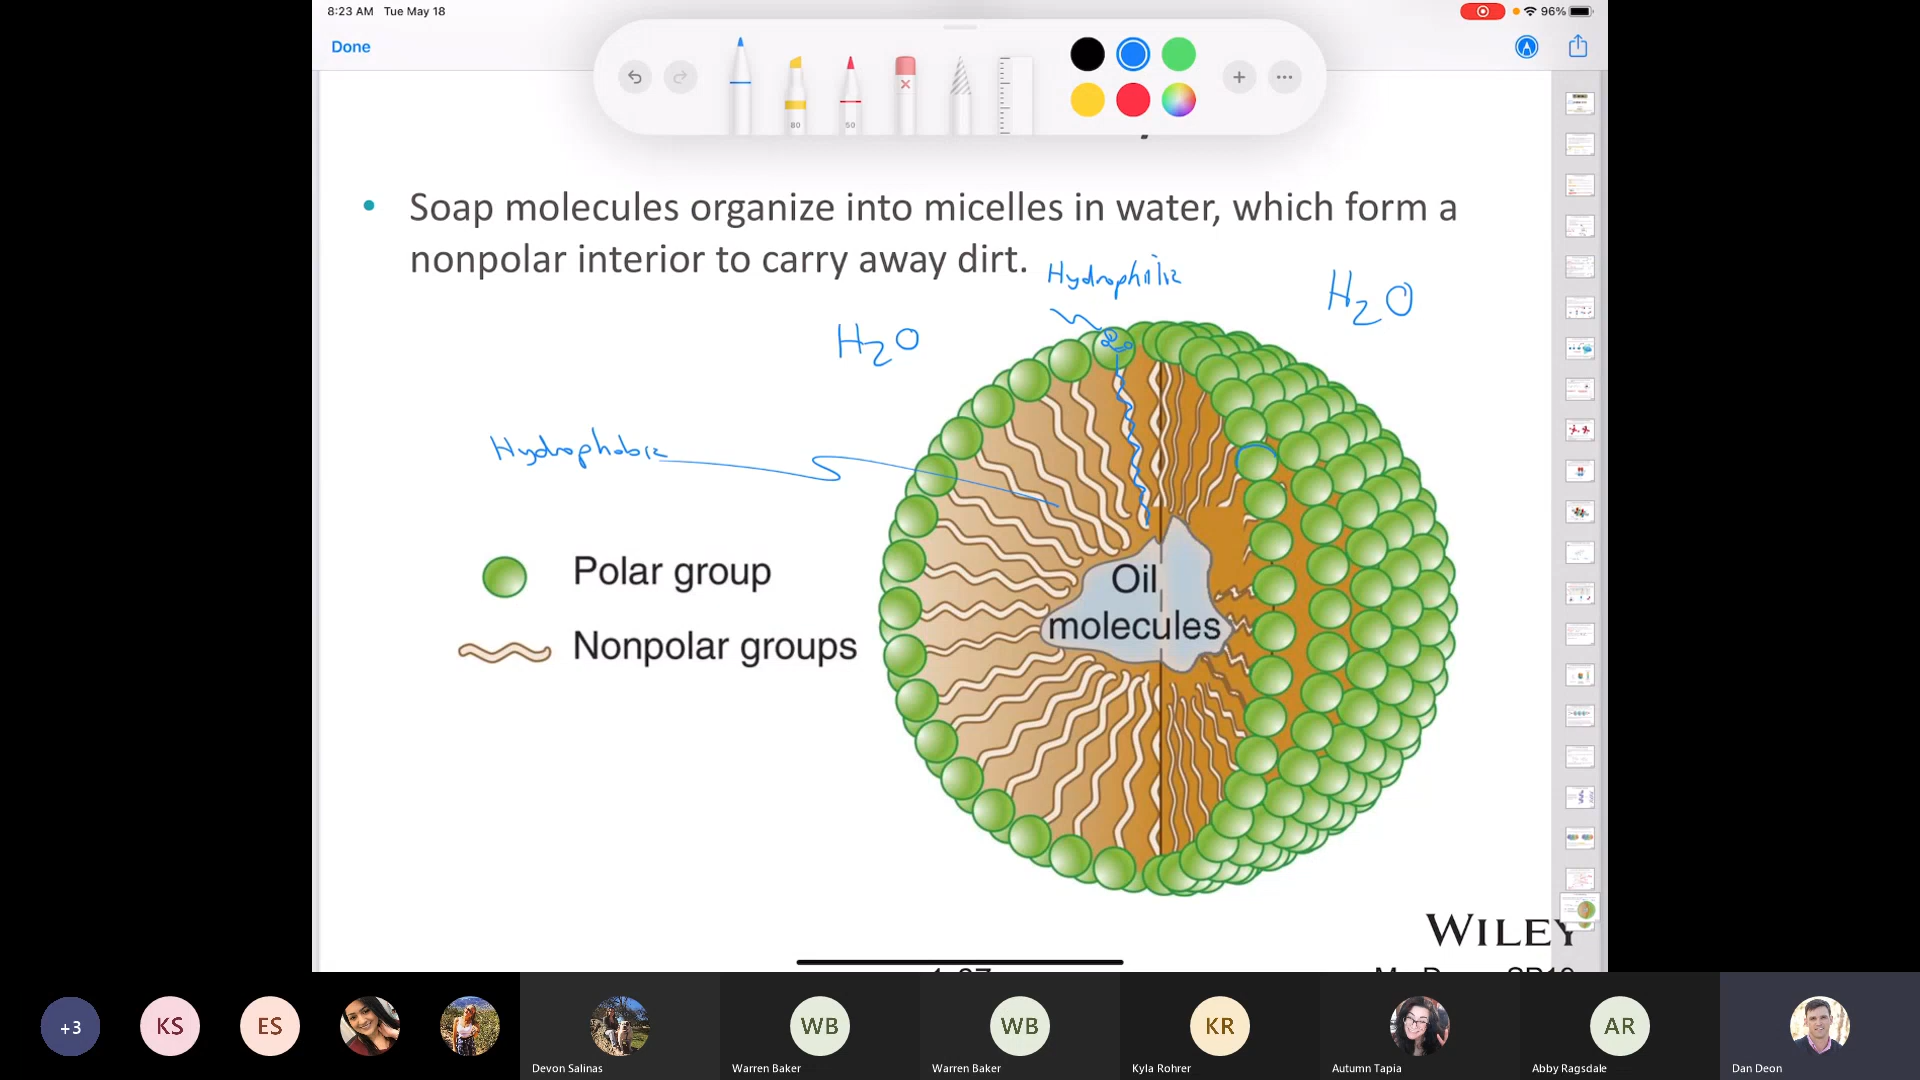 8:23 AM Tue May 18
96%
Done
80
50
• Soap molecules organize into micelles in water, which form a
nonpolar interior to carry away dirt.
Hydrophilic
H2O
H2O
Hydrophobic
Polar group
Nonpolar groups
Oil
molecules
WILEY
+3
KS
ES
WB
WB
KR
AR
Devon Salinas
Warren Baker
Warren Baker
Kyla Rohrer
Autumn Tapia
Abby Ragsdale
Dan Deon